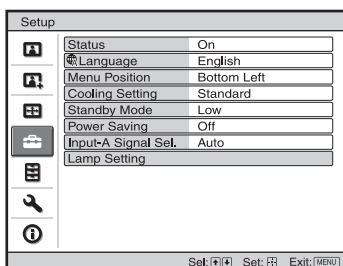 Setup
Status On
Language English
Menu Position Bottom Left
Cooling Setting Standard
Standby Mode Low
Power Saving Off
Input-A Signal Sel. Auto
Lamp Setting
Sel: Set: Exit: MENU